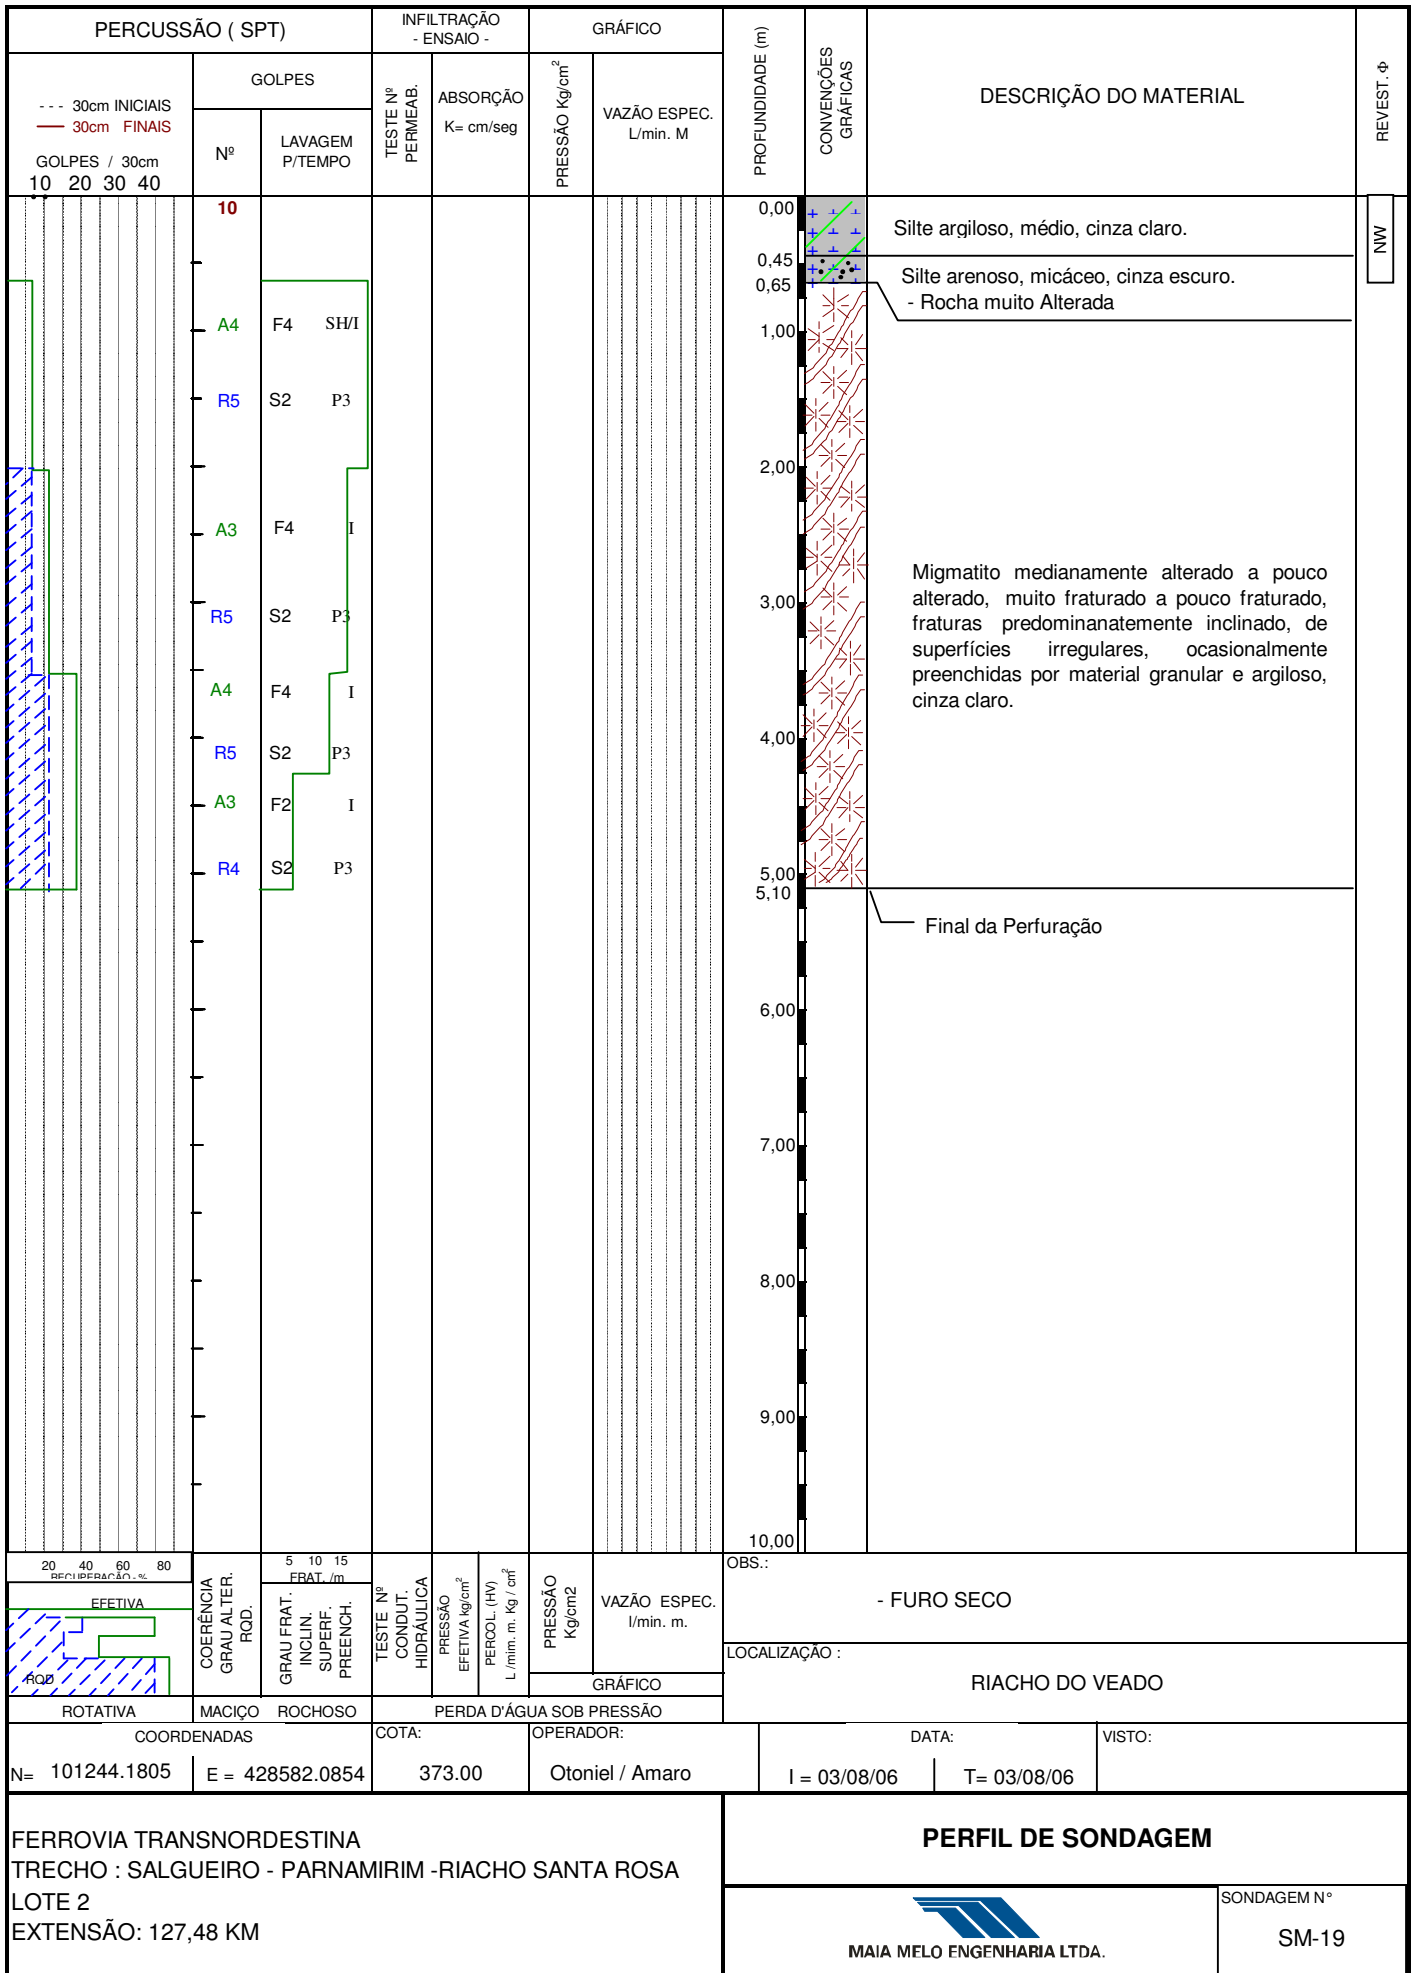 PERCUSSÃO ( SPT)
INFILTRAÇÃO
- ENSAIO -
GRÁFICO
PROFUNDIDADE (m)
CONVENÇÕES
GRÁFICAS
DESCRIÇÃO DO MATERIAL
REVEST. Φ
- - - 30cm INICIAIS
30cm FINAIS
GOLPES / 30cm
10 20 30 40
GOLPES
Nº
LAVAGEM
P/TEMPO
TESTE Nº
PERMEAB.
ABSORÇÃO
K= cm/seg
PRESSÃO Kg/cm²
VAZÃO ESPEC.
L/min. M
10
0,00
Silte argiloso, médio, cinza claro.
NW
0,45
Silte arenoso, micáceo, cinza escuro.
0,65
- Rocha muito Alterada
A4 F4 SH/I
1,00
R5 S2 P3
2,00
A3 F4 I
Migmatito medianamente alterado a pouco
alterado, muito fraturado a pouco fraturado,
fraturas predominanatemente inclinado, de
superfícies irregulares, ocasionalmente
preenchidas por material granular e argiloso,
cinza claro.
3,00
R5 S2 P3
A4 F4 I
4,00
R5 S2 P3
A3 F2 I
R4 S2 P3
5,00
5,10
Final da Perfuração
6,00
7,00
8,00
9,00
10,00
20 40 60 80
RECUPERAÇÃO - %
EFETIVA
RQD
ROTATIVA
COERÊNCIA
GRAU ALTER.
RQD.
5 10 15
FRAT. /m
GRAU FRAT.
INCLIN.
SUPERF.
PREENCH.
MACIÇO ROCHOSO
TESTE Nº
CONDUT.
HIDRÁULICA
PRESSÃO
EFETIVA kg/cm²
PERCOL. (HV)
L /min. m. Kg / cm²
PRESSÃO
Kg/cm2
VAZÃO ESPEC.
l/min. m.
GRÁFICO
PERDA D'ÁGUA SOB PRESSÃO
OBS.:
- FURO SECO
LOCALIZAÇÃO :
RIACHO DO VEADO
COORDENADAS
N= 101244.1805
E = 428582.0854
COTA:
373.00
OPERADOR:
Otoniel / Amaro
DATA:
I = 03/08/06
T= 03/08/06
VISTO:
FERROVIA TRANSNORDESTINA
TRECHO : SALGUEIRO - PARNAMIRIM -RIACHO SANTA ROSA
LOTE 2
EXTENSÃO: 127,48 KM
PERFIL DE SONDAGEM
MAIA MELO ENGENHARIA LTDA.
SONDAGEM N°
SM-19